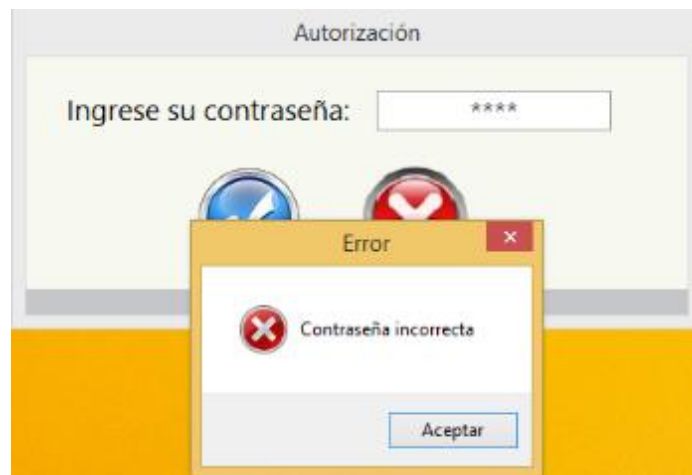 Autorización
Ingrese su contraseña: ****
Error
Contraseña incorrecta
Aceptar